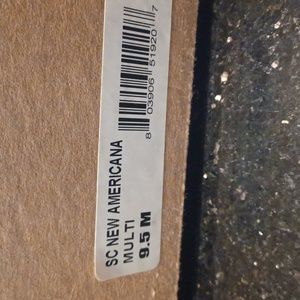 8 03906 51920 7
SC NEW AMERICANA
MULTI
9.5 M